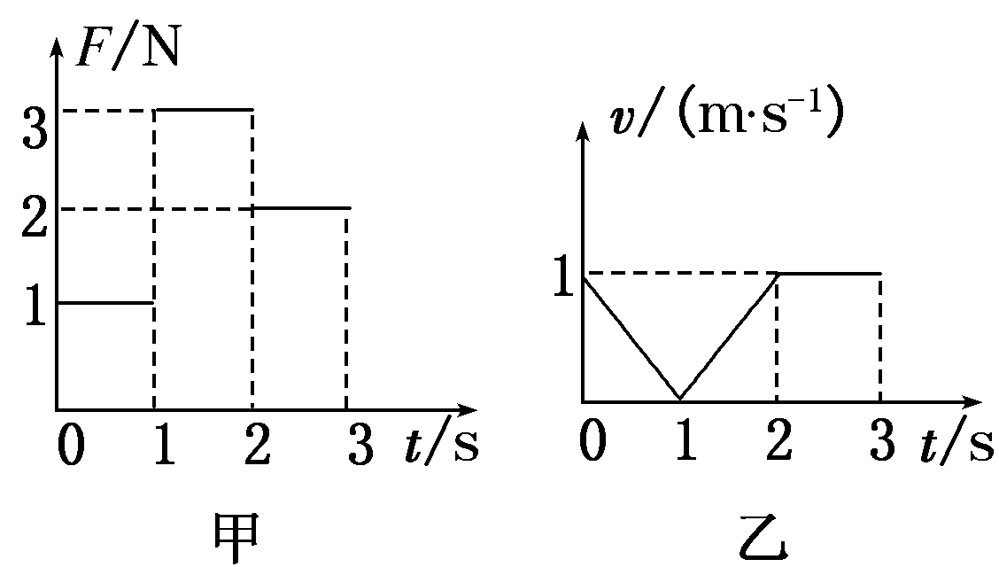 F/N
3
2
1
0 1 2 3 t/s
甲
v/(m·s⁻¹)
1
0 1 2 3 t/s
乙